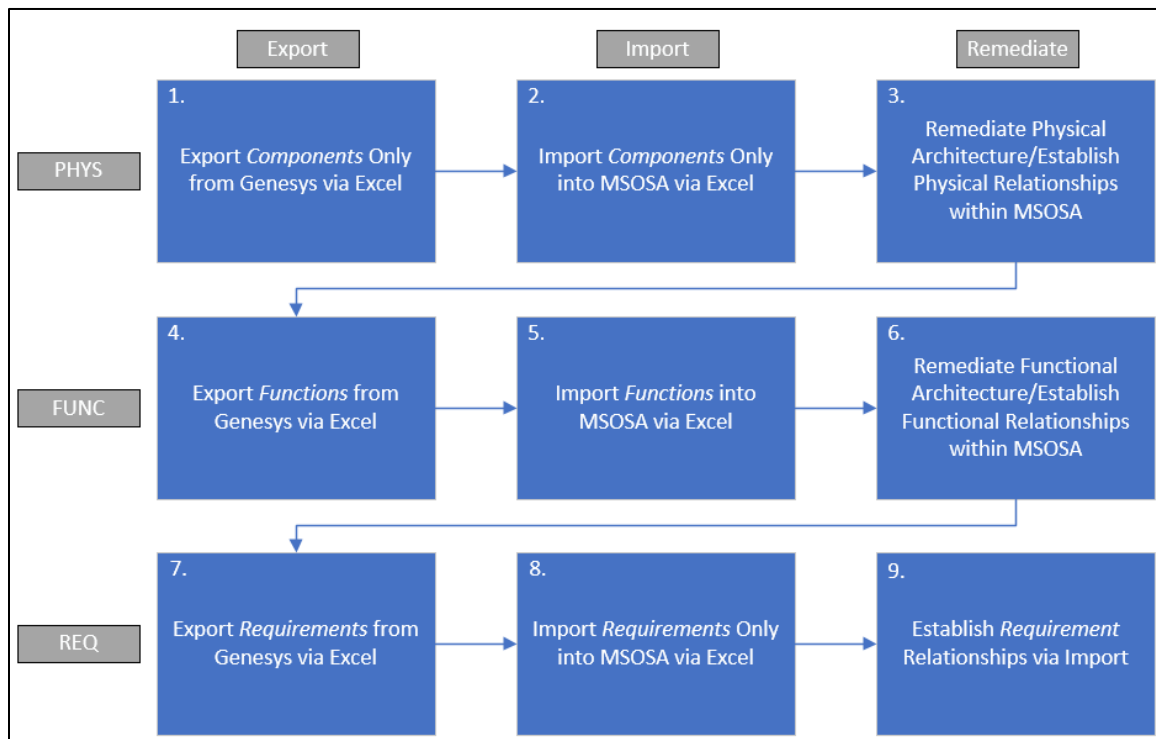 Export
Import
Remediate
PHYS
1.
Export Components Only
from Genesys via Excel
2.
Import Components Only
into MSOSA via Excel
3.
Remediate Physical
Architecture/Establish
Physical Relationships
within MSOSA
FUNC
4.
Export Functions from
Genesys via Excel
5.
Import Functions into
MSOSA via Excel
6.
Remediate Functional
Architecture/Establish
Functional Relationships
within MSOSA
REQ
7.
Export Requirements from
Genesys via Excel
8.
Import Requirements Only
into MSOSA via Excel
9.
Establish Requirement
Relationships via Import